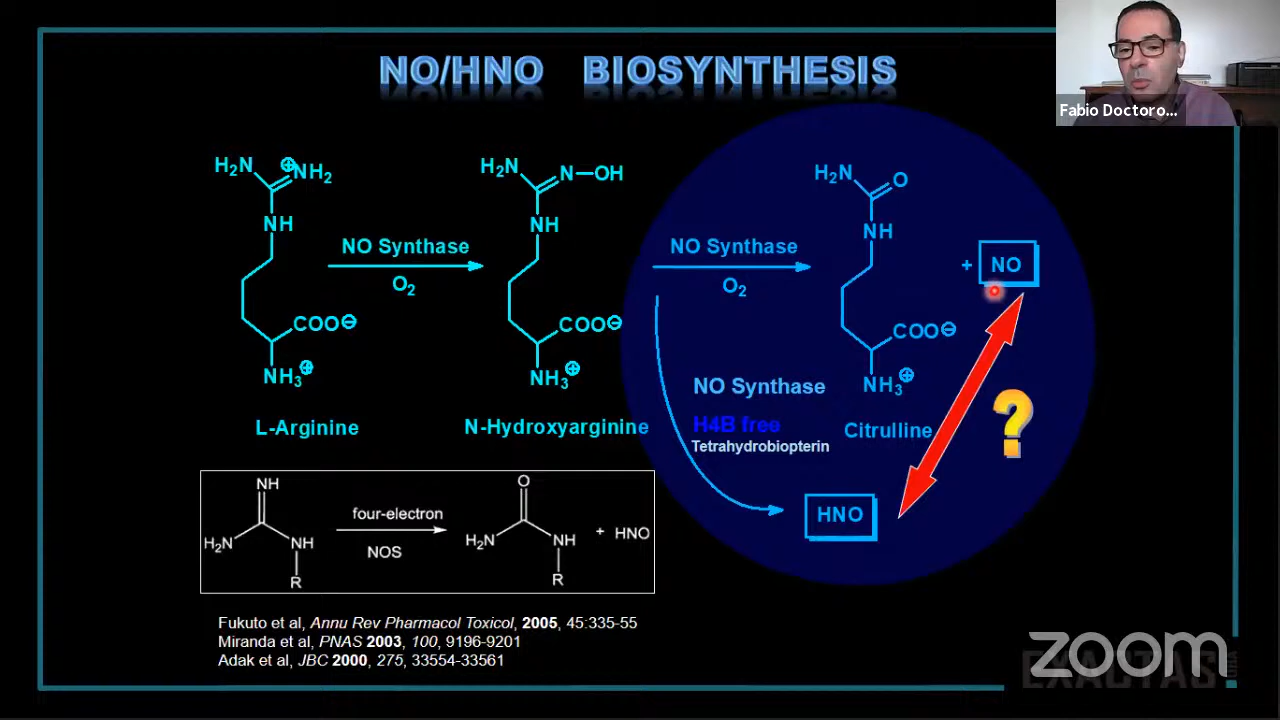 NO/HNO BIOSYNTHESIS
Fabio Doctoro...
H₂N ⊕NH₂
NH
COO⊖
NH₃⊕
L-Arginine
NO Synthase
O₂
H₂N N—OH
NH
COO⊖
NH₃⊕
N-Hydroxyarginine
NO Synthase
O₂
H₂N O
NH
COO⊖
NH₃⊕
Citrulline
+ NO
NO Synthase
H4B free
Tetrahydrobiopterin
HNO
?
NH
H₂N NH
R
four-electron
NOS
O
H₂N NH
R
+ HNO
Fukuto et al, Annu Rev Pharmacol Toxicol, 2005, 45:335-55
Miranda et al, PNAS 2003, 100, 9196-9201
Adak et al, JBC 2000, 275, 33554-33561
zoom
EXACTAS